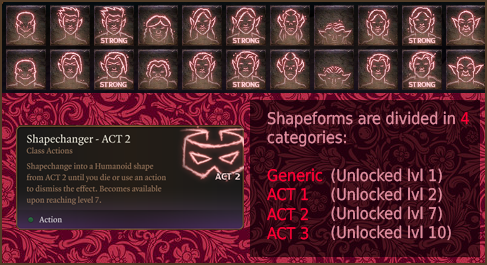 STRONG STRONG STRONG
STRONG STRONG STRONG
Shapechanger - ACT 2
Class Actions
Shapechange into a Humanoid shape
from ACT 2 until you die or use an action
to dismiss the effect. Becomes available
upon reaching level 7.
ACT 2
Action
Shapeforms are divided in 4
categories:
Generic (Unlocked lvl 1)
ACT 1 (Unlocked lvl 2)
ACT 2 (Unlocked lvl 7)
ACT 3 (Unlocked lvl 10)